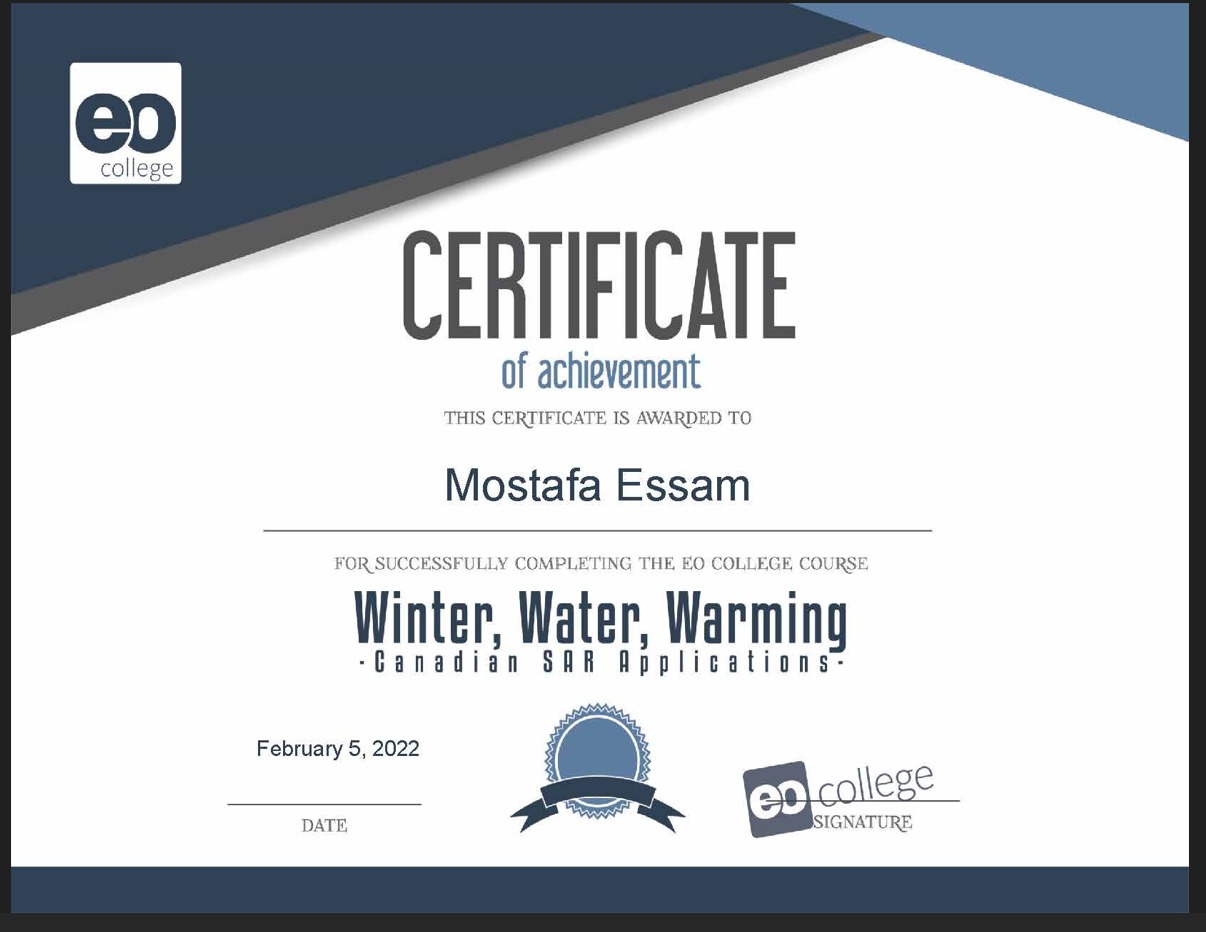 eo
college
CERTIFICATE
of achievement
THIS CERTIFICATE IS AWARDED TO
Mostafa Essam
FOR SUCCESSFULLY COMPLETING THE EO COLLEGE COURSE
Winter, Water, Warming
-Canadian SAR Applications-
February 5, 2022
DATE
eo college
SIGNATURE